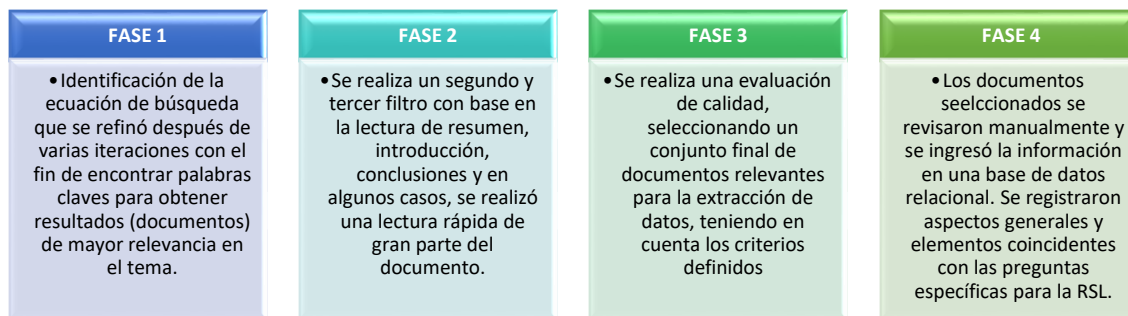 FASE 1
•Identificación de la
ecuación de búsqueda
que se refinó después de
varias iteraciones con el
fin de encontrar palabras
claves para obtener
resultados (documentos)
de mayor relevancia en
el tema.
FASE 2
•Se realiza un segundo y
tercer filtro con base en
la lectura de resumen,
introducción,
conclusiones y en
algunos casos, se realizó
una lectura rápida de
gran parte del
documento.
FASE 3
•Se realiza una evaluación
de calidad,
seleccionando un
conjunto final de
documentos relevantes
para la extracción de
datos, teniendo en
cuenta los criterios
definidos
FASE 4
•Los documentos
seelccionados se
revisaron manualmente y
se ingresó la información
en una base de datos
relacional. Se registraron
aspectos generales y
elementos coincidentes
con las preguntas
específicas para la RSL.